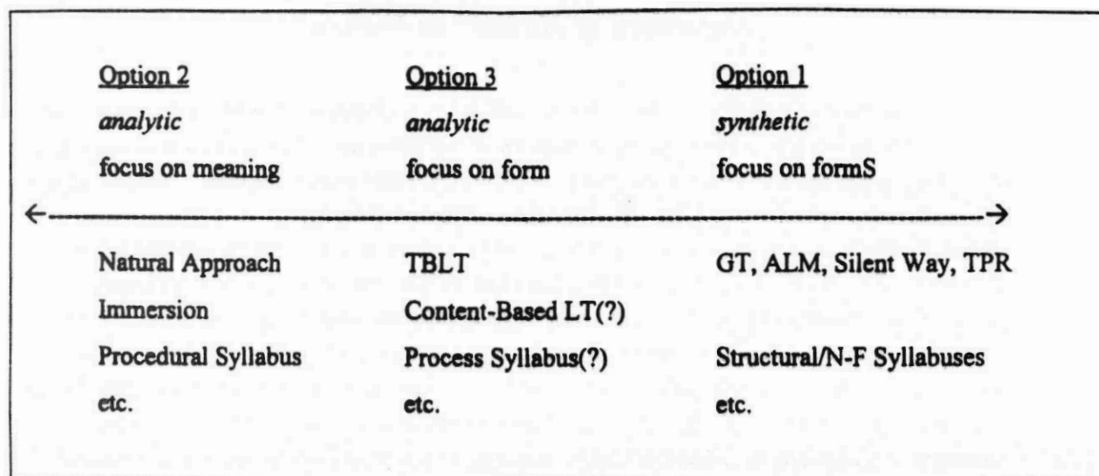 Option 2 Option 3 Option 1
analytic analytic synthetic
focus on meaning focus on form focus on formS
Natural Approach TBLT GT, ALM, Silent Way, TPR
Immersion Content-Based LT(?)
Procedural Syllabus Process Syllabus(?) Structural/N-F Syllabuses
etc. etc. etc.